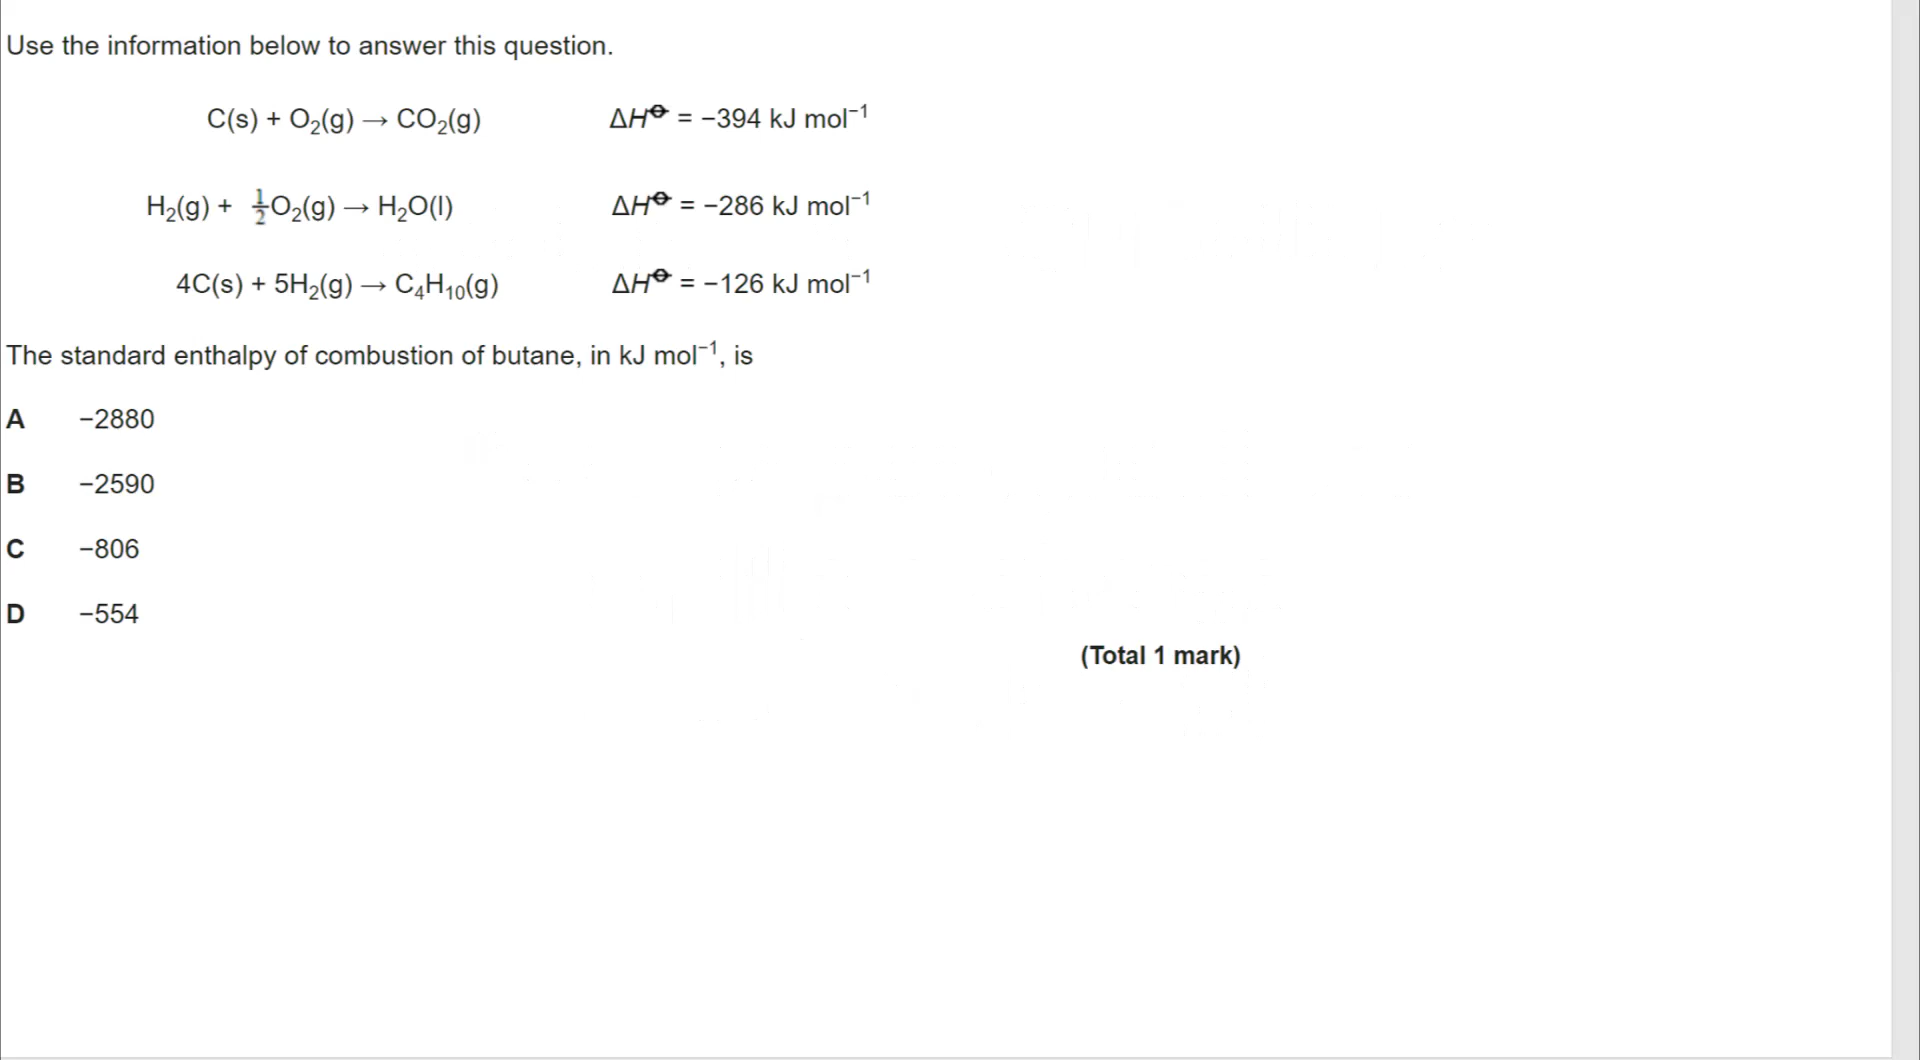 Use the information below to answer this question.
C(s) + O₂(g) → CO₂(g) ΔH⦵ = −394 kJ mol⁻¹
H₂(g) + ½O₂(g) → H₂O(l) ΔH⦵ = −286 kJ mol⁻¹
4C(s) + 5H₂(g) → C₄H₁₀(g) ΔH⦵ = −126 kJ mol⁻¹
The standard enthalpy of combustion of butane, in kJ mol⁻¹, is
A −2880
B −2590
C −806
D −554
(Total 1 mark)